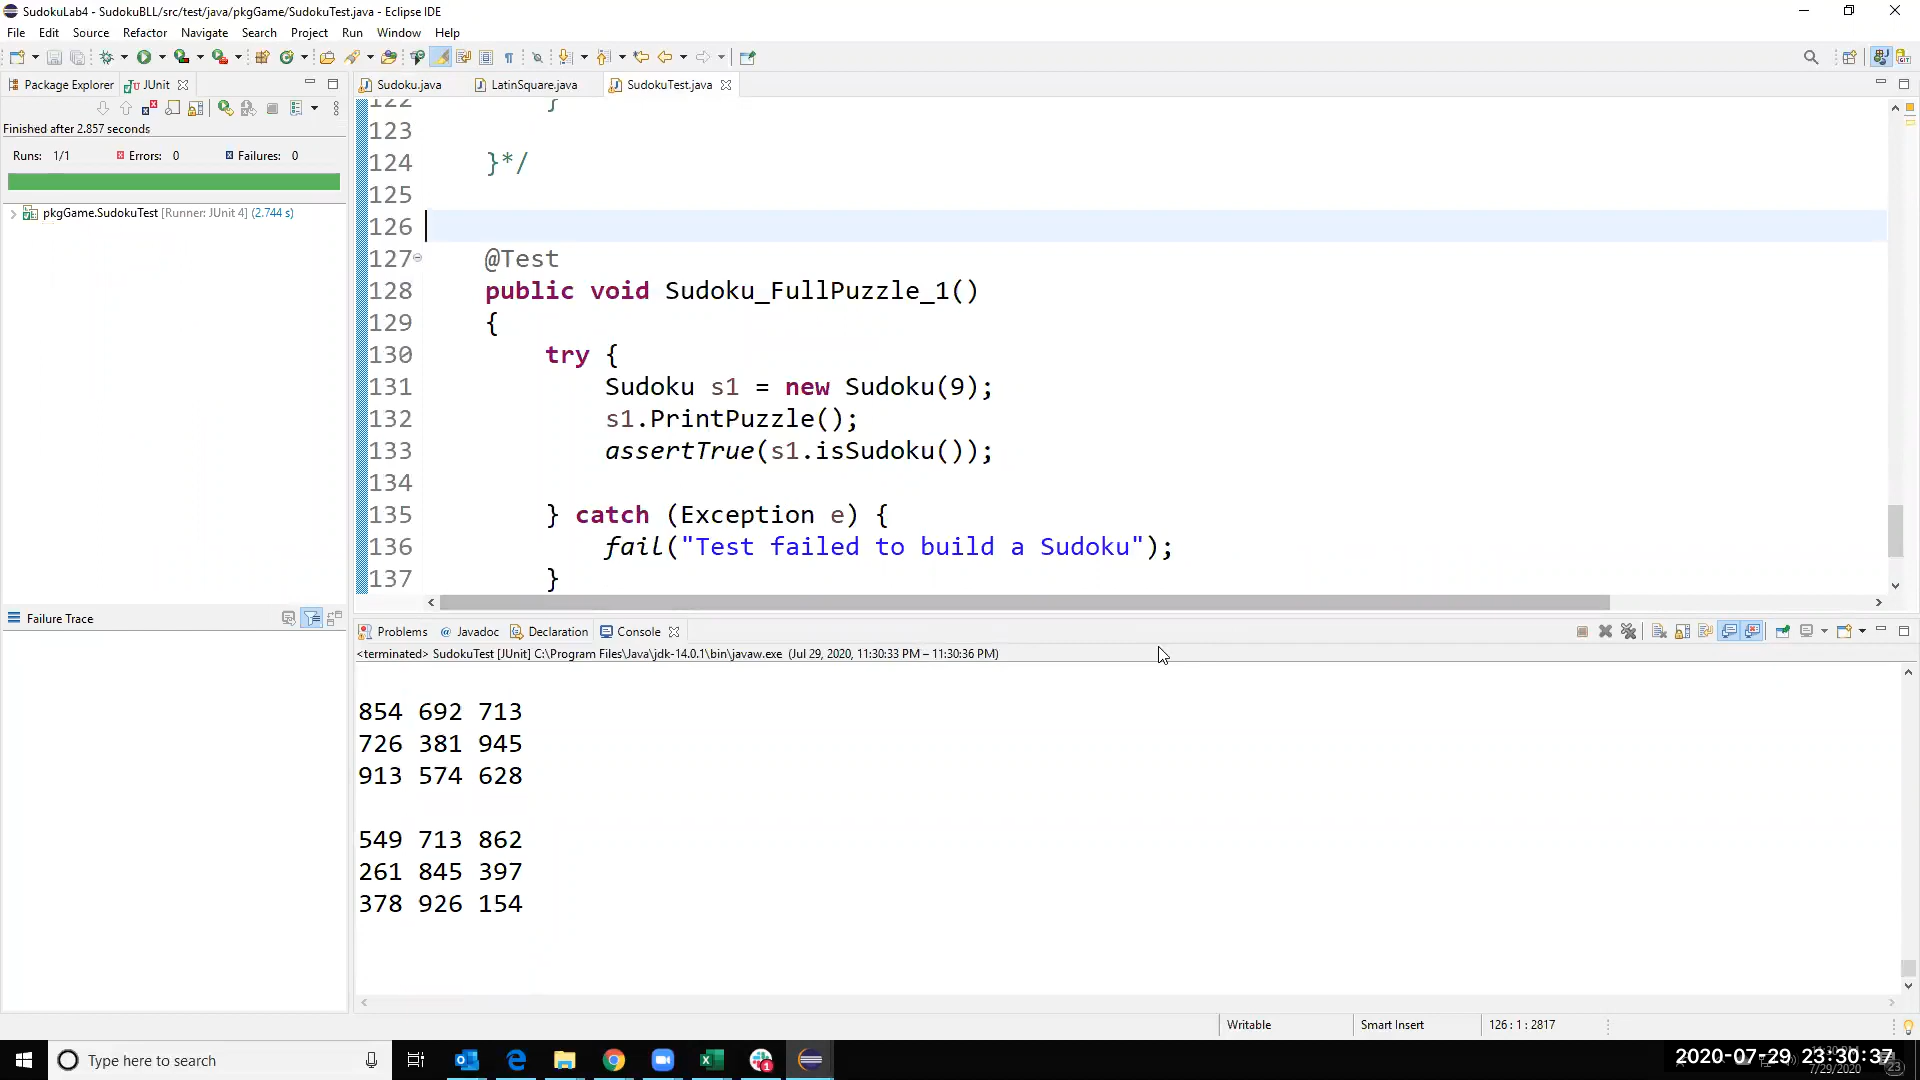 SudokuLab4 - SudokuBLL/src/test/java/pkgGame/SudokuTest.java - Eclipse IDE
File Edit Source Refactor Navigate Search Project Run Window Help
Package Explorer JUnit
Sudoku.java LatinSquare.java SudokuTest.java
Finished after 2.857 seconds
Runs: 1/1 Errors: 0 Failures: 0
pkgGame.SudokuTest [Runner: JUnit 4] (2.744 s)
Failure Trace
122 }
123
124 }*/
125
126
127 @Test
128 public void Sudoku_FullPuzzle_1()
129 {
130 try {
131 Sudoku s1 = new Sudoku(9);
132 s1.PrintPuzzle();
133 assertTrue(s1.isSudoku());
134
135 } catch (Exception e) {
136 fail("Test failed to build a Sudoku");
137 }
Problems Javadoc Declaration Console
<terminated> SudokuTest [JUnit] C:\Program Files\Java\jdk-14.0.1\bin\javaw.exe (Jul 29, 2020, 11:30:33 PM – 11:30:36 PM)
854 692 713
726 381 945
913 574 628
549 713 862
261 845 397
378 926 154
Writable Smart Insert 126 : 1 : 2817
Type here to search
2020-07-29 23:30:37
7/29/2020
23